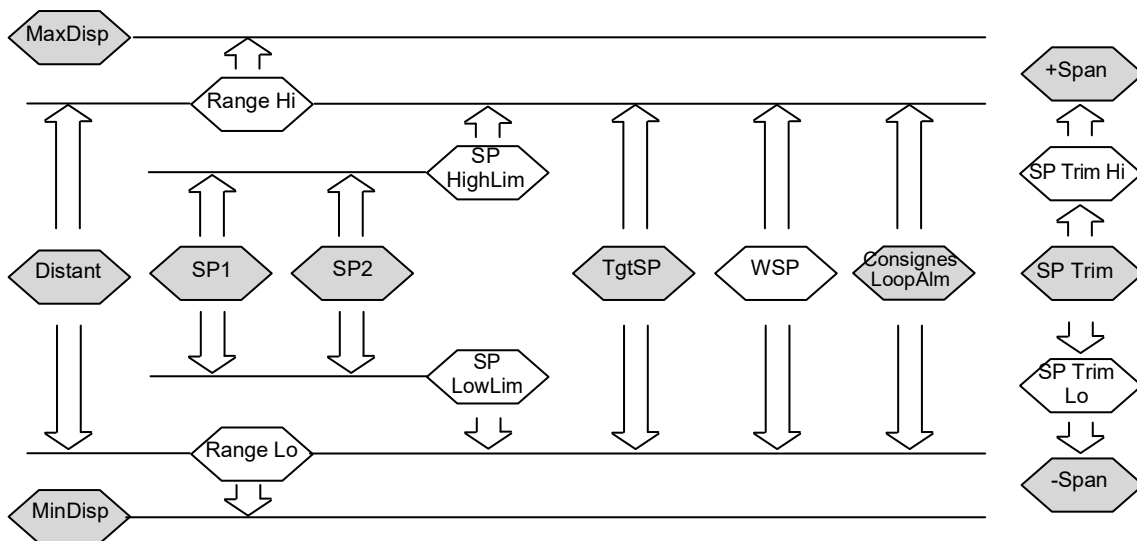 MaxDisp
+Span
Range Hi
SP
HighLim
SP Trim Hi
Distant
SP1
SP2
TgtSP
WSP
Consignes
LoopAlm
SP Trim
SP
LowLim
SP Trim
Lo
Range Lo
-Span
MinDisp